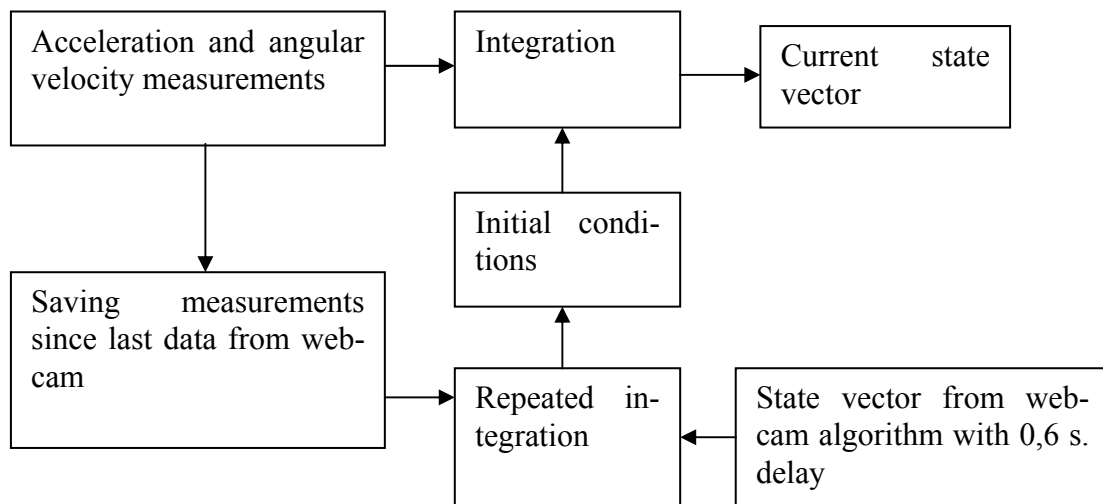 Acceleration and angular
velocity measurements
Integration
Current state
vector
Initial condi-
tions
Saving measurements
since last data from web-
cam
Repeated in-
tegration
State vector from web-
cam algorithm with 0,6 s.
delay